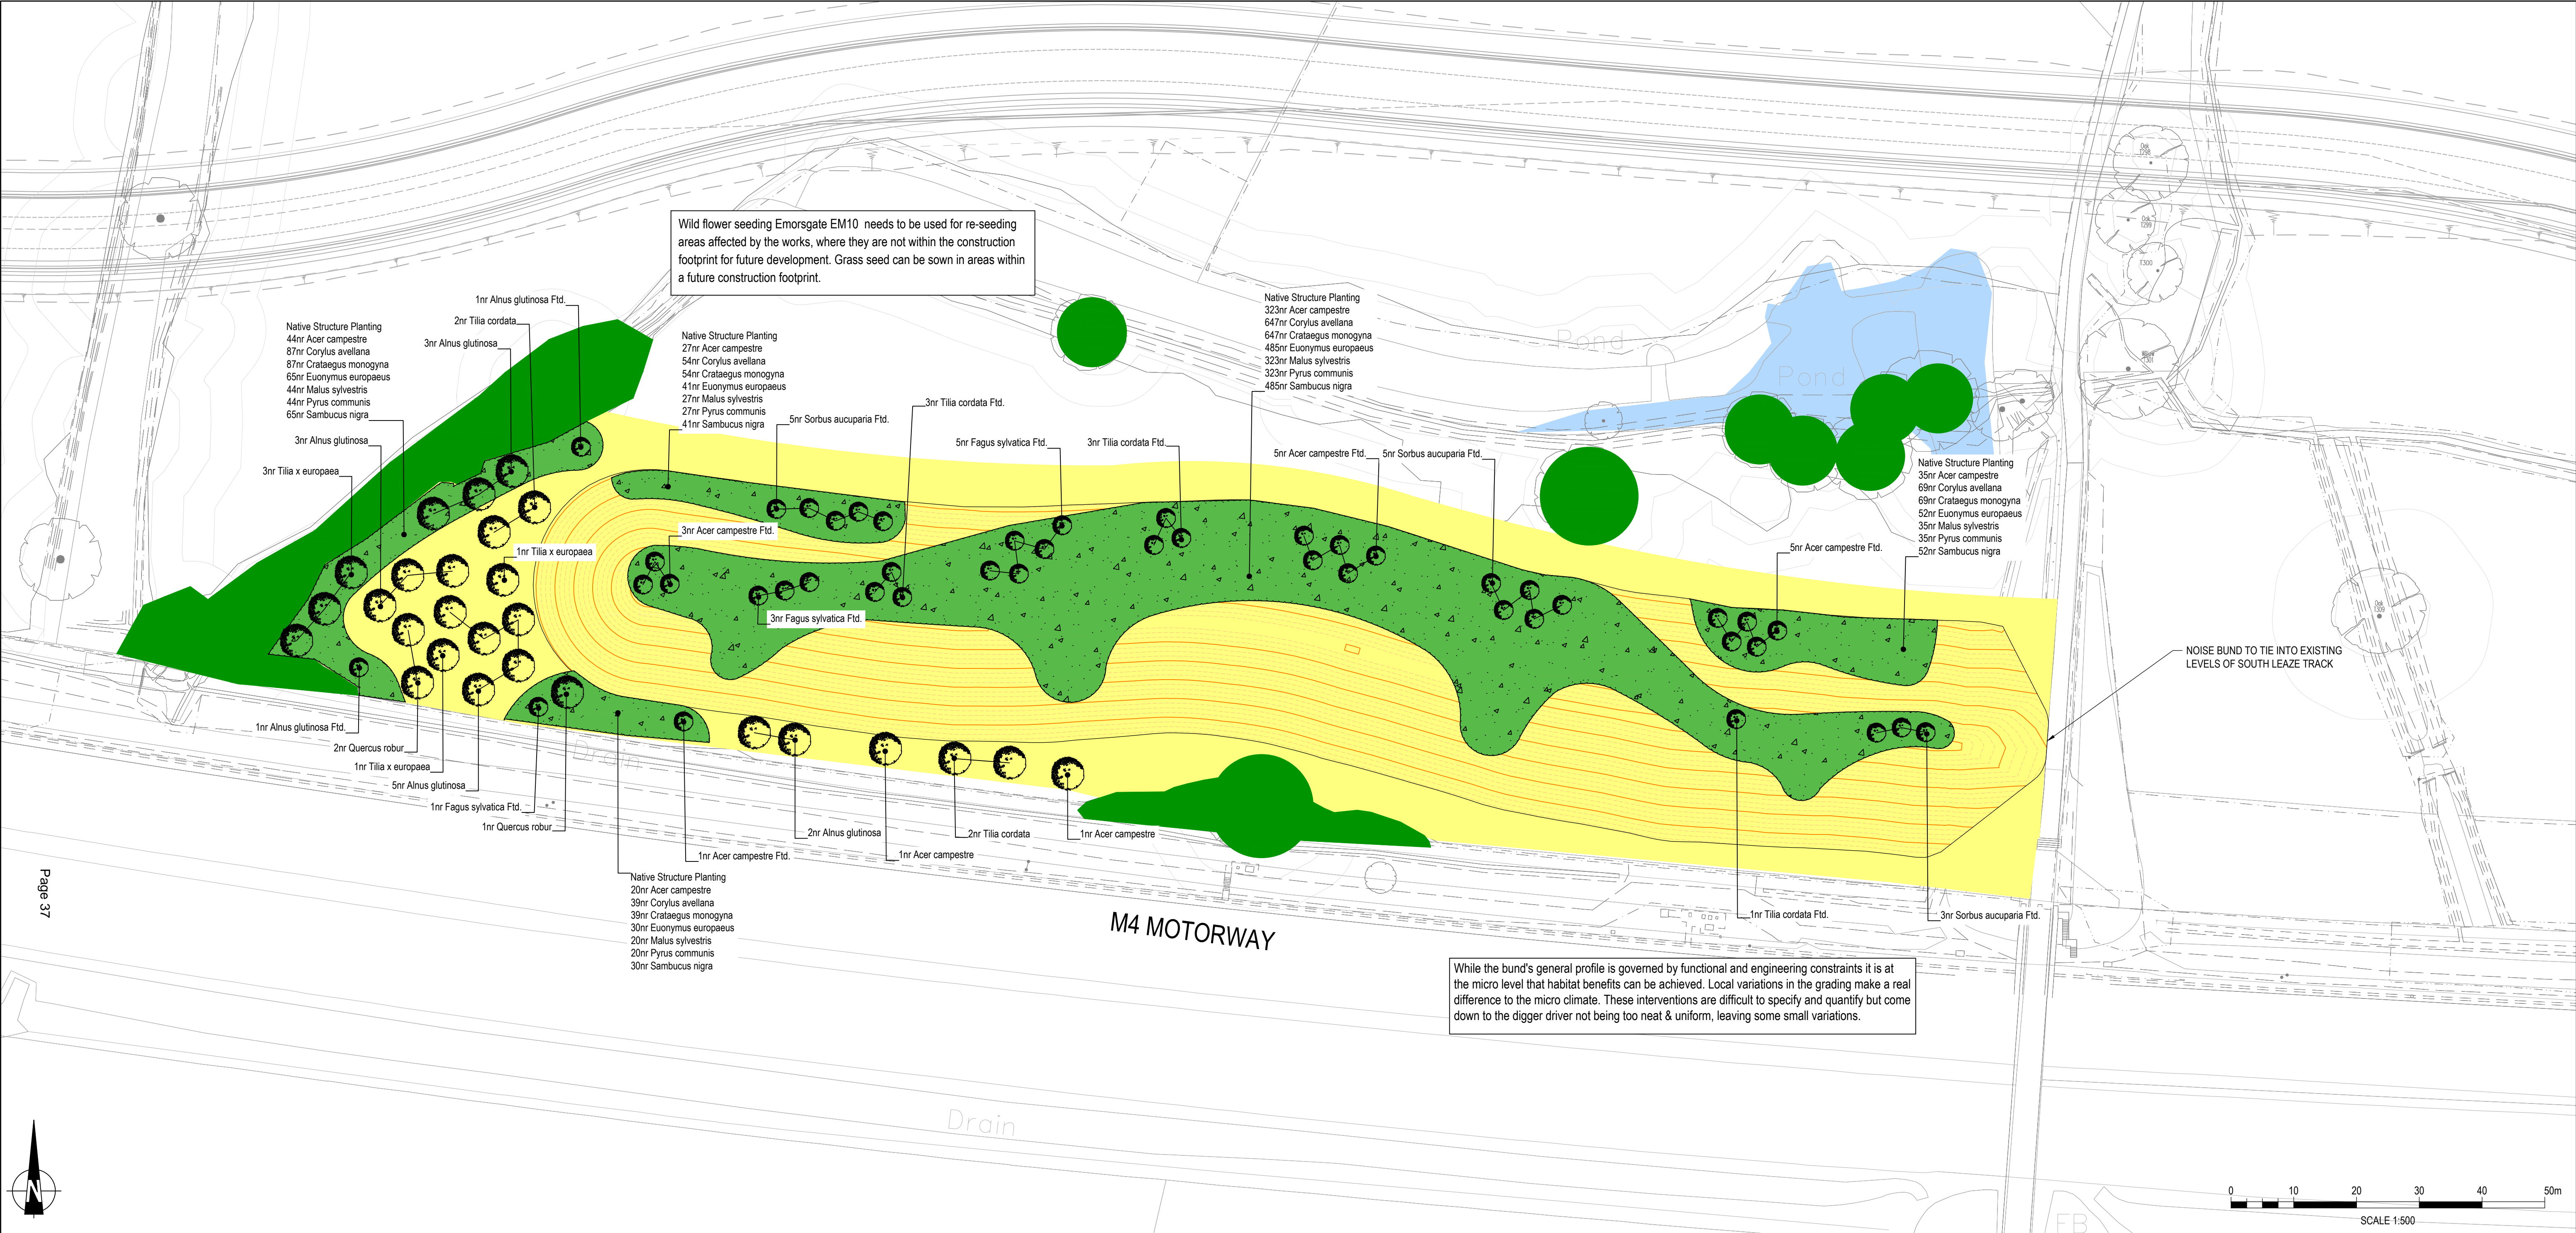 Oak
T298
Oak
T299
T300
T301
Wild flower seeding Emorsgate EM10 needs to be used for re-seeding
areas affected by the works, where they are not within the construction
footprint for future development. Grass seed can be sown in areas within
a future construction footprint.
1nr Alnus glutinosa Ftd.
2nr Tilia cordata
3nr Alnus glutinosa
Native Structure Planting
44nr Acer campestre
87nr Corylus avellana
87nr Crataegus monogyna
65nr Euonymus europaeus
44nr Malus sylvestris
44nr Pyrus communis
65nr Sambucus nigra
3nr Alnus glutinosa
3nr Tilia x europaea
Native Structure Planting
27nr Acer campestre
54nr Corylus avellana
54nr Crataegus monogyna
41nr Euonymus europaeus
27nr Malus sylvestris
27nr Pyrus communis
41nr Sambucus nigra
5nr Sorbus aucuparia Ftd.
3nr Tilia cordata Ftd.
5nr Fagus sylvatica Ftd.
3nr Tilia cordata Ftd.
Native Structure Planting
323nr Acer campestre
647nr Corylus avellana
647nr Crataegus monogyna
485nr Euonymus europaeus
323nr Malus sylvestris
323nr Pyrus communis
485nr Sambucus nigra
5nr Acer campestre Ftd.
5nr Sorbus aucuparia Ftd.
Pond
Pond
Native Structure Planting
35nr Acer campestre
69nr Corylus avellana
69nr Crataegus monogyna
52nr Euonymus europaeus
35nr Malus sylvestris
35nr Pyrus communis
52nr Sambucus nigra
5nr Acer campestre Ftd.
3nr Acer campestre Ftd.
1nr Tilia x europaea
3nr Fagus sylvatica Ftd.
Oak
309
NOISE BUND TO TIE INTO EXISTING
LEVELS OF SOUTH LEAZE TRACK
1nr Alnus glutinosa Ftd.
2nr Quercus robur
1nr Tilia x europaea
5nr Alnus glutinosa
1nr Fagus sylvatica Ftd.
1nr Quercus robur
Drain
1nr Acer campestre Ftd.
2nr Alnus glutinosa
1nr Acer campestre
2nr Tilia cordata
1nr Acer campestre
Native Structure Planting
20nr Acer campestre
39nr Corylus avellana
39nr Crataegus monogyna
30nr Euonymus europaeus
20nr Malus sylvestris
20nr Pyrus communis
30nr Sambucus nigra
M4 MOTORWAY
1nr Tilia cordata Ftd.
3nr Sorbus aucuparia Ftd.
While the bund's general profile is governed by functional and engineering constraints it is at
the micro level that habitat benefits can be achieved. Local variations in the grading make a real
difference to the micro climate. These interventions are difficult to specify and quantify but come
down to the digger driver not being too neat & uniform, leaving some small variations.
Page 37
Drain
N
FB
0 10 20 30 40 50m
SCALE 1:500